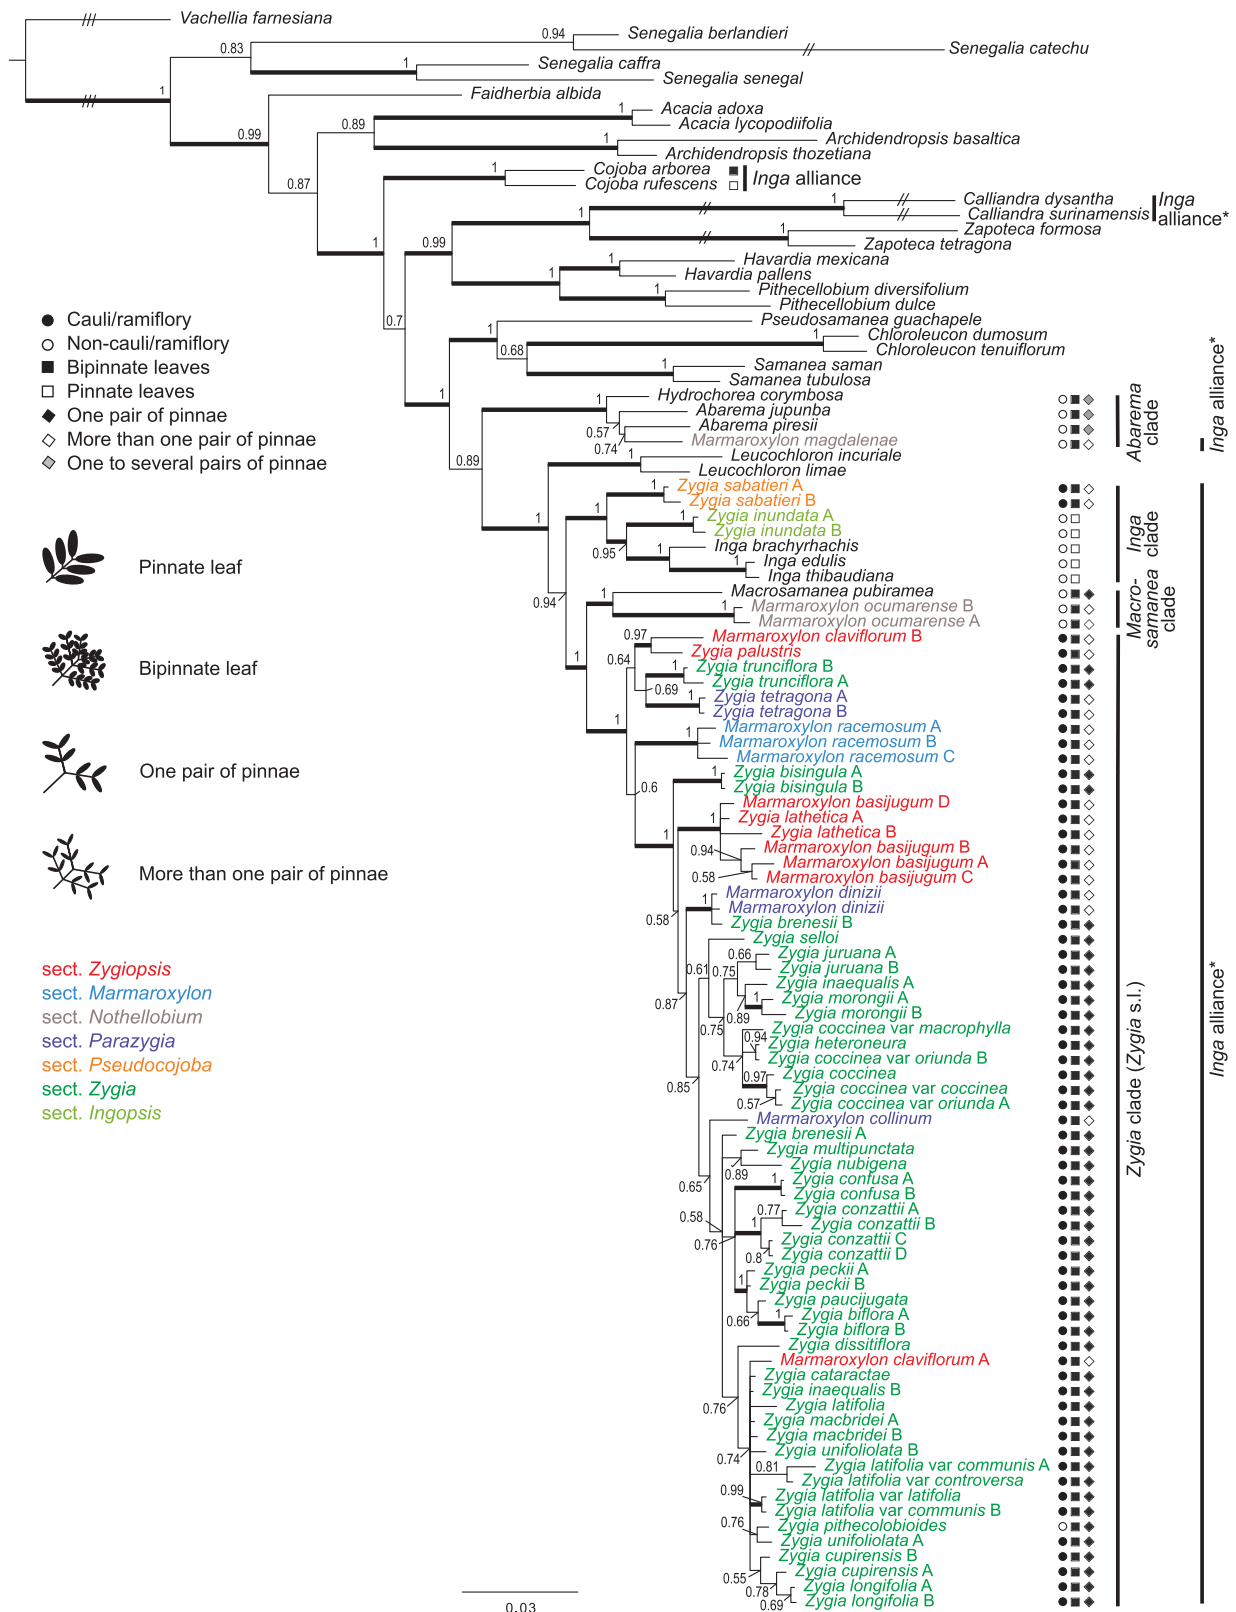 Vachellia farnesiana
0.94
Senegalia berlandieri
0.83
Senegalia catechu
1
Senegalia caffra
Senegalia senegal
1
Faidherbia albida
0.99
1
Acacia adoxa
0.89
Acacia lycopodiifolia
1
Archidendropsis basaltica
Archidendropsis thozetiana
0.87
1
Cojoba arborea
Cojoba rufescens
Inga alliance
1
Calliandra dysantha
Calliandra surinamensis
Inga alliance*
1
1
Zapoteca formosa
Zapoteca tetragona
1
0.99
1
Havardia mexicana
Havardia pallens
1
1
Pithecellobium diversifolium
Pithecellobium dulce
0.7
Cauli/ramiflory
Non-cauli/ramiflory
Bipinnate leaves
Pinnate leaves
One pair of pinnae
More than one pair of pinnae
One to several pairs of pinnae
1
Pseudosamanea guachapele
1
Chloroleucon dumosum
Chloroleucon tenuiflorum
0.68
1
Samanea saman
Samanea tubulosa
1
1
Hydrochorea corymbosa
Abarema jupunba
0.57
Abarema piresii
0.74
Marmaroxylon magdalenae
Abarema clade
Inga alliance*
0.89
1
Leucochloron incuriale
Leucochloron limae
1
1
Zygia sabatieri A
Zygia sabatieri B
1
1
Zygia inundata A
Zygia inundata B
0.95
1
Inga brachyrhachis
1
Inga edulis
Inga thibaudiana
Inga clade
0.94
1
Macrosamanea pubiramea
1
Marmaroxylon ocumarense B
Marmaroxylon ocumarense A
Macro-samanea clade
Pinnate leaf
Bipinnate leaf
One pair of pinnae
More than one pair of pinnae
1
0.97
Marmaroxylon claviflorum B
Zygia palustris
0.64
1
Zygia trunciflora B
Zygia trunciflora A
0.69
1
Zygia tetragona A
Zygia tetragona B
1
1
Marmaroxylon racemosum A
Marmaroxylon racemosum B
Marmaroxylon racemosum C
0.6
1
Zygia bisingula A
Zygia bisingula B
1
1
Marmaroxylon basijugum D
Zygia lathetica A
Zygia lathetica B
0.94
Marmaroxylon basijugum B
Marmaroxylon basijugum A
0.58
Marmaroxylon basijugum C
0.58
1
Marmaroxylon dinizii
Marmaroxylon dinizii
Zygia brenesii B
Zygia selloi
0.61
0.66
Zygia juruana A
Zygia juruana B
0.75
Zygia inaequalis A
1
Zygia morongii A
Zygia morongii B
0.87
0.89
0.75
Zygia coccinea var macrophylla
0.94
Zygia heteroneura
Zygia coccinea var oriunda B
0.74
0.97
Zygia coccinea
Zygia coccinea var coccinea
0.57
Zygia coccinea var oriunda A
0.85
Marmaroxylon collinum
Zygia brenesii A
Zygia multipunctata
0.89
Zygia nubigena
0.65
1
Zygia confusa A
Zygia confusa B
0.58
0.76
0.77
Zygia conzattii A
1
Zygia conzattii B
Zygia conzattii C
0.8
Zygia conzattii D
1
Zygia peckii A
Zygia peckii B
Zygia paucijugata
0.66
1
Zygia biflora A
Zygia biflora B
Zygia dissitiflora
Marmaroxylon claviflorum A
0.76
Zygia cataractae
Zygia inaequalis B
Zygia latifolia
Zygia macbridei A
Zygia macbridei B
0.74
Zygia unifoliolata B
0.81
Zygia latifolia var communis A
Zygia latifolia var controversa
0.99
Zygia latifolia var latifolia
Zygia latifolia var communis B
0.76
Zygia pithecolobioides
Zygia unifoliolata A
Zygia cupirensis B
0.55
Zygia cupirensis A
0.78
Zygia longifolia A
0.69
Zygia longifolia B
Zygia clade (Zygia s.l.)
Inga alliance*
sect. Zygiopsis
sect. Marmaroxylon
sect. Nothellobium
sect. Parazygia
sect. Pseudocojoba
sect. Zygia
sect. Ingopsis
0.03